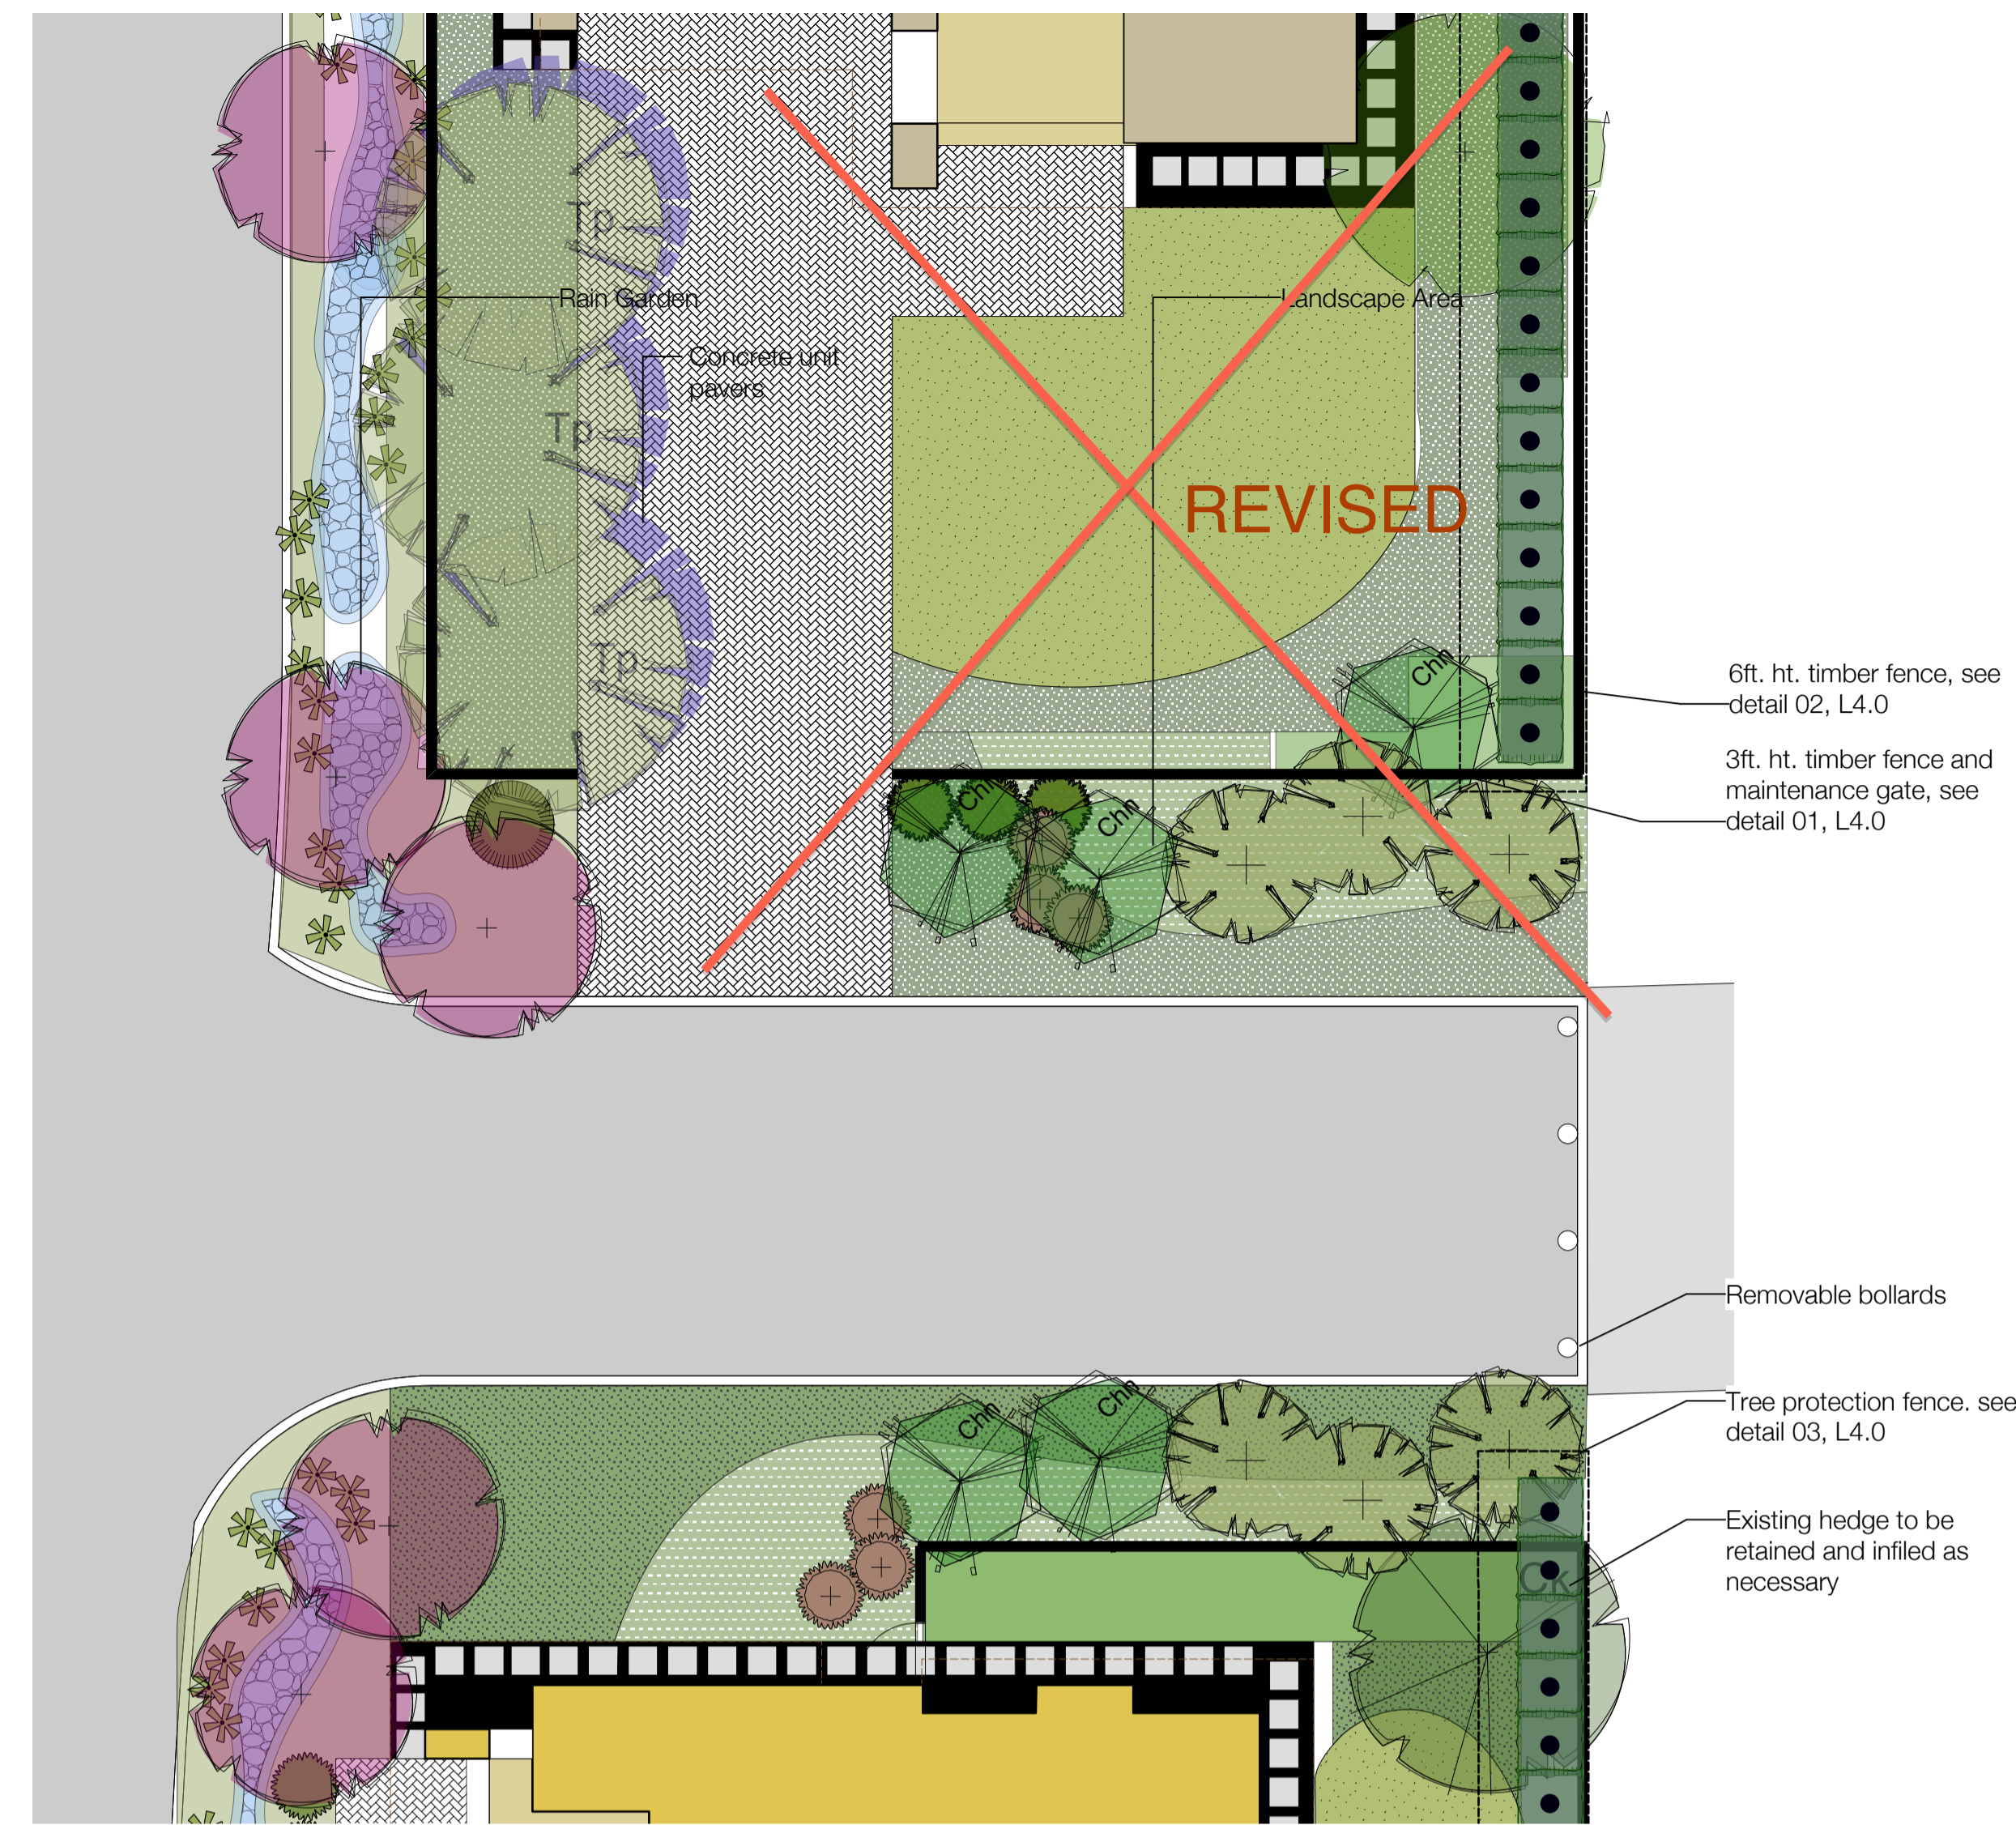 Tp
Rain Garden
Landscape Area
Concrete unit
pavers
Tp
REVISED
Tp
Chn
6ft. ht. timber fence, see
detail 02, L4.0
3ft. ht. timber fence and
maintenance gate, see
detail 01, L4.0
Chn
Chn
Removable bollards
Chn
Chn
Tree protection fence. see
detail 03, L4.0
Existing hedge to be
retained and infiled as
necessary
Ck